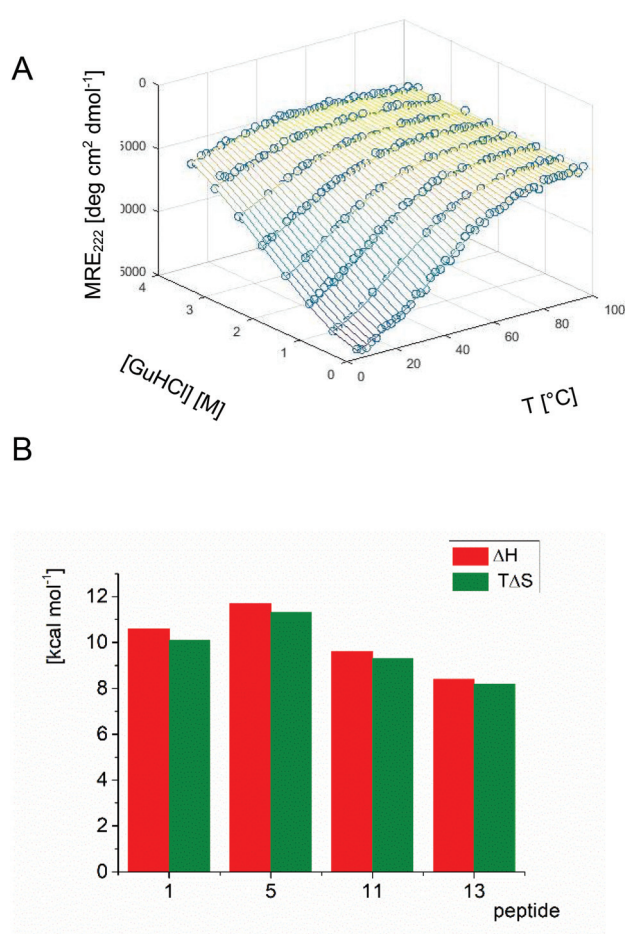 A
MRE222 [deg cm2 dmol-1]
0
5000
0000
5000
4
3
2
1
0
[GuHCl] [M]
0
20
40
60
80
100
T [°C]
B
ΔH
TΔS
[kcal mol-1]
12
10
8
6
4
2
0
1 5 11 13
peptide